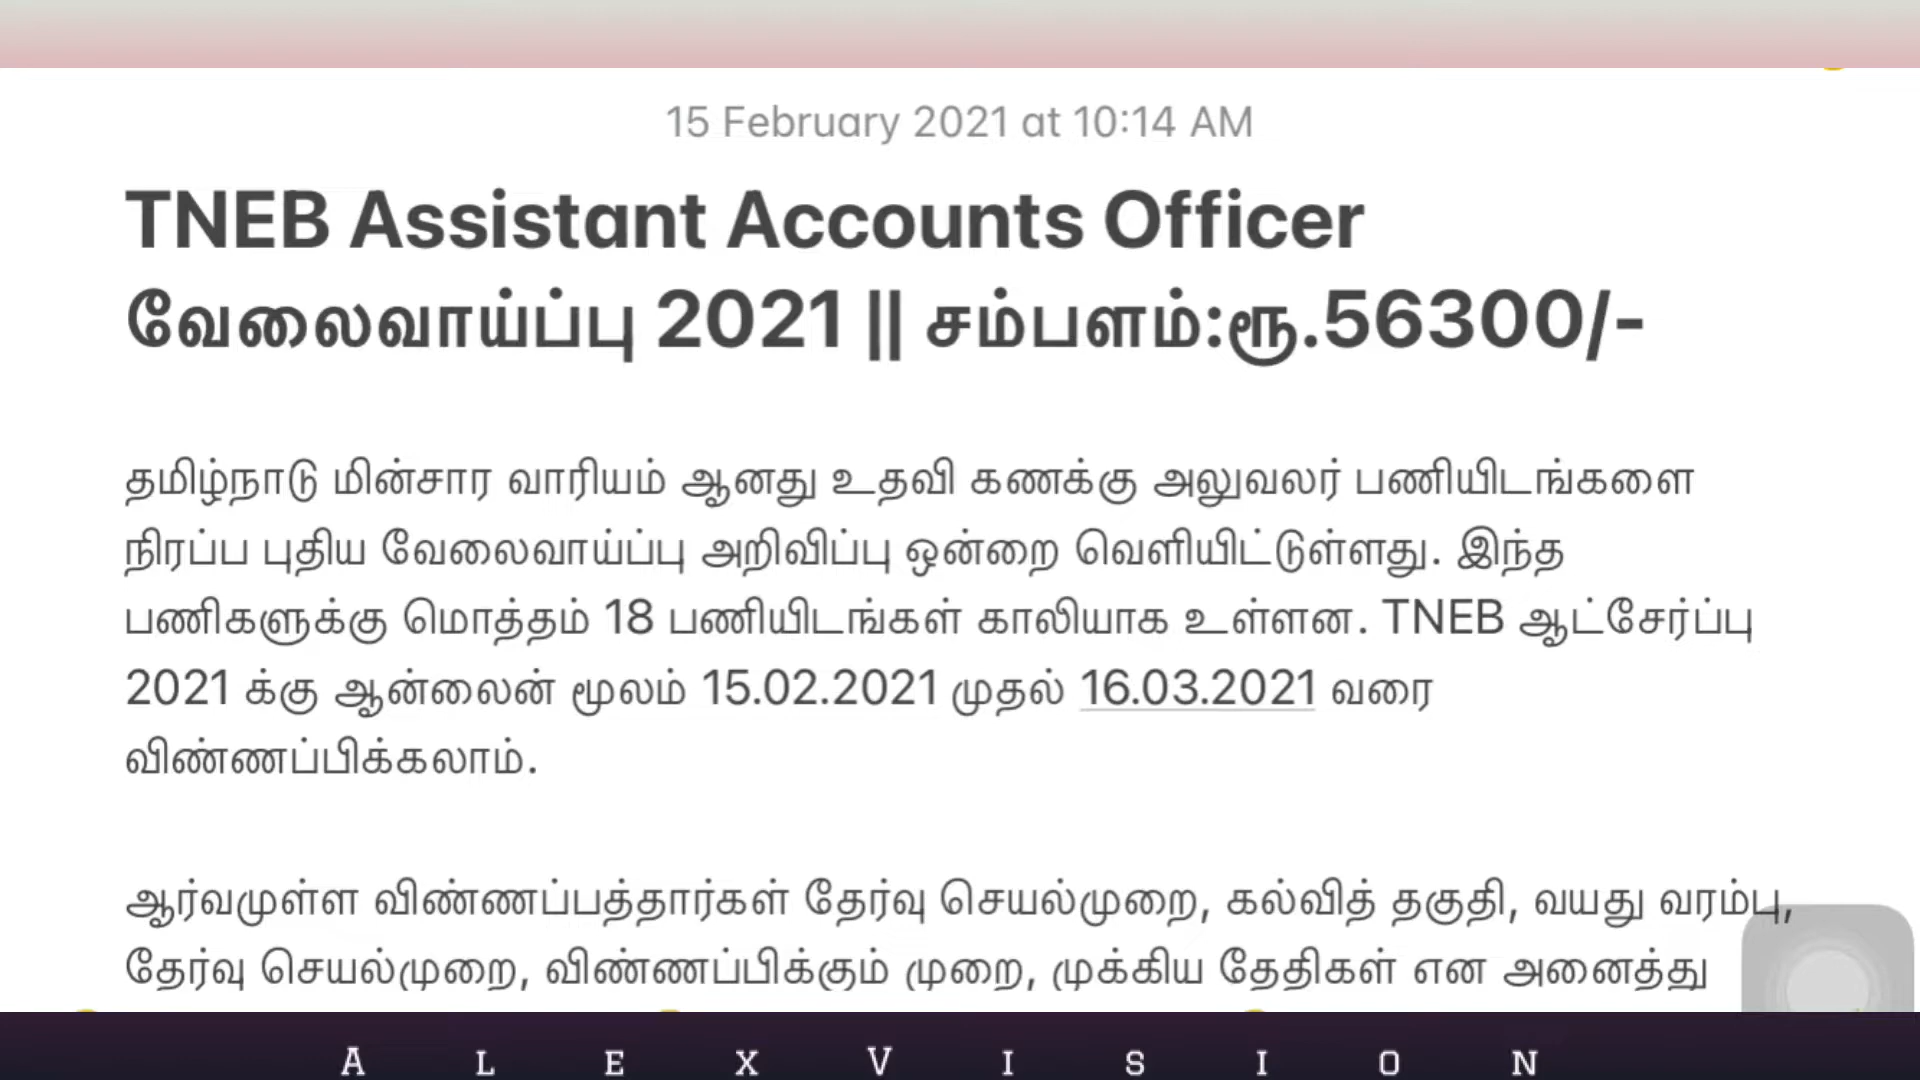 15 February 2021 at 10:14 AM
TNEB Assistant Accounts Officer
வேலைவாய்ப்பு 2021 || சம்பளம்:ரூ.56300/-
தமிழ்நாடு மின்சார வாரியம் ஆனது உதவி கணக்கு அலுவலர் பணியிடங்களை
நிரப்ப புதிய வேலைவாய்ப்பு அறிவிப்பு ஒன்றை வெளியிட்டுள்ளது. இந்த
பணிகளுக்கு மொத்தம் 18 பணியிடங்கள் காலியாக உள்ளன. TNEB ஆட்சேர்ப்பு
2021 க்கு ஆன்லைன் மூலம் 15.02.2021 முதல் 16.03.2021 வரை
விண்ணப்பிக்கலாம்.
ஆர்வமுள்ள விண்ணப்பத்தார்கள் தேர்வு செயல்முறை, கல்வித் தகுதி, வயது வரம்பு,
தேர்வு செயல்முறை, விண்ணப்பிக்கும் முறை, முக்கிய தேதிகள் என அனைத்து
AlexVision